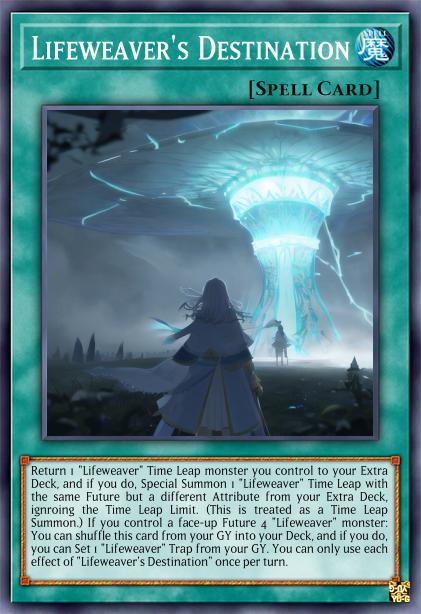 LIFEWEAVER'S DESTINATION
SPELL
魔
[SPELL CARD]
Return 1 "Lifeweaver" Time Leap monster you control to your Extra
Deck, and if you do, Special Summon 1 "Lifeweaver" Time Leap with
the same Future but a different Attribute from your Extra Deck,
ignroing the Time Leap Limit. (This is treated as a Time Leap
Summon.) If you control a face-up Future 4 "Lifeweaver" monster:
You can shuffle this card from your GY into your Deck, and if you do,
you can Set 1 "Lifeweaver" Trap from your GY. You can only use each
effect of "Lifeweaver's Destination" once per turn.